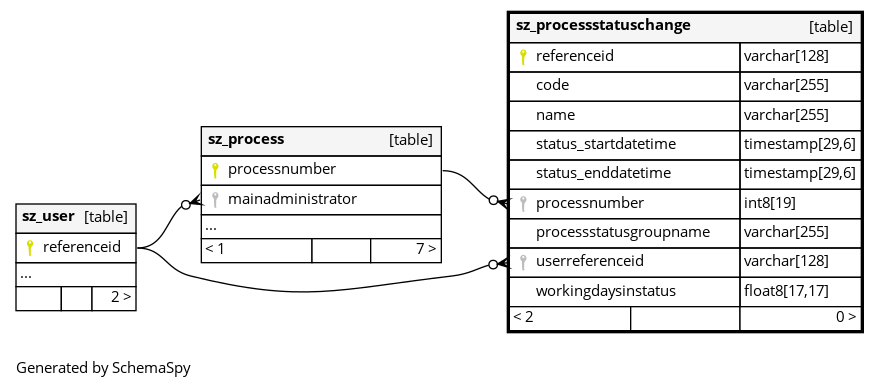 sz_processstatuschange [table]
referenceid varchar[128]
code varchar[255]
name varchar[255]
status_startdatetime timestamp[29,6]
status_enddatetime timestamp[29,6]
processnumber int8[19]
processstatusgroupname varchar[255]
userreferenceid varchar[128]
workingdaysinstatus float8[17,17]
< 2 0 >
sz_process [table]
processnumber
mainadministrator
...
< 1 7 >
sz_user [table]
referenceid
...
2 >
Generated by SchemaSpy